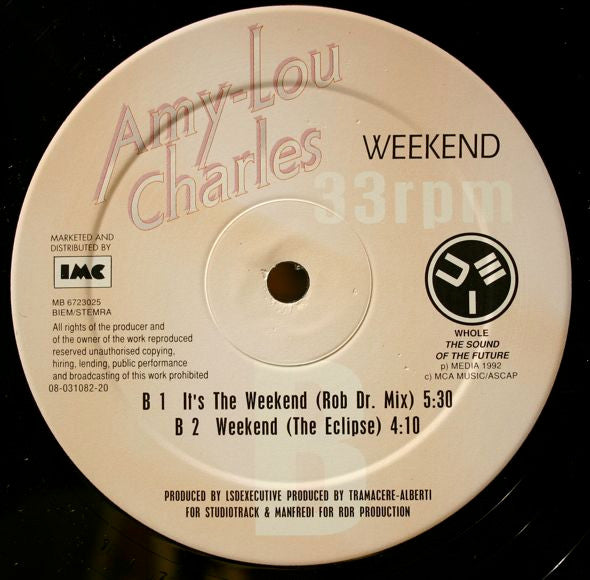 Amy-Lou
Charles
WEEKEND
33rpm
MARKETED AND
DISTRIBUTED BY
IMC
MB 6723025
BIEM/STEMRA
All rights of the producer and
of the owner of the work reproduced
reserved unauthorised copying,
hiring, lending, public performance
and broadcasting of this work prohibited
08-031082-20
WHOLE
THE SOUND
OF THE FUTURE
p) MEDIA 1992
c) MCA MUSIC/ASCAP
B 1 It's The Weekend (Rob Dr. Mix) 5:30
B 2 Weekend (The Eclipse) 4:10
B
PRODUCED BY LSDEXECUTIVE PRODUCED BY TRAMACERE-ALBERTI
FOR STUDIOTRACK & MANFREDI FOR RDR PRODUCTION